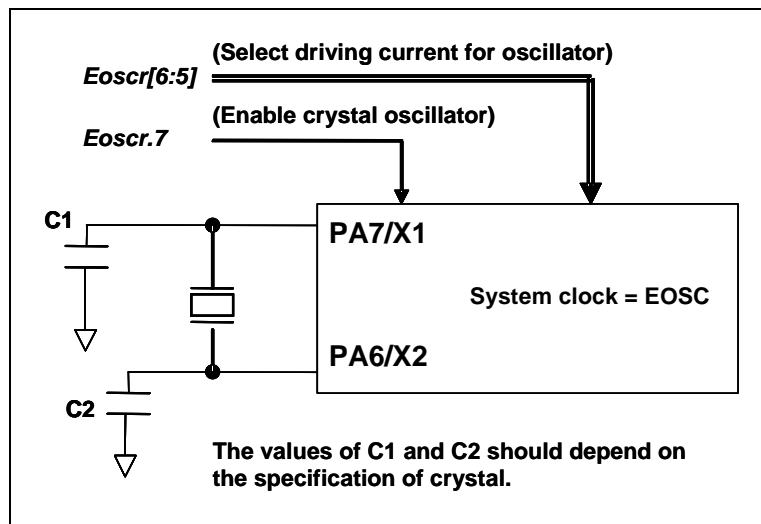 (Select driving current for oscillator)
Eoscr[6:5]
(Enable crystal oscillator)
Eoscr.7
C1
PA7/X1
System clock = EOSC
PA6/X2
C2
The values of C1 and C2 should depend on
the specification of crystal.